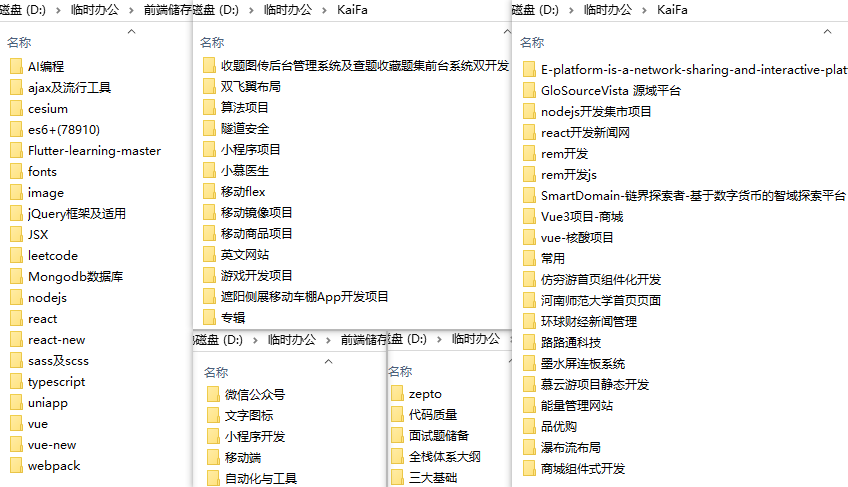 磁盘 (D:) › 临时办公 › 前端储存
名称
AI编程
ajax及流行工具
cesium
es6+(78910)
Flutter-learning-master
fonts
image
jQuery框架及适用
JSX
leetcode
Mongodb数据库
nodejs
react
react-new
sass及scss
typescript
uniapp
vue
vue-new
webpack
磁盘 (D:) › 临时办公 › KaiFa
名称
收题图传后台管理系统及查题收藏题集前台系统双开发
双飞翼布局
算法项目
隧道安全
小程序项目
小慕医生
移动flex
移动镜像项目
移动商品项目
英文网站
游戏开发项目
遮阳侧展移动车棚App开发项目
专辑
磁盘 (D:) › 临时办公 › 前端储存
名称
微信公众号
文字图标
小程序开发
移动端
自动化与工具
磁盘 (D:) › 临时办公
名称
zepto
代码质量
面试题储备
全栈体系大纲
三大基础
磁盘 (D:) › 临时办公 › KaiFa
名称
E-platform-is-a-network-sharing-and-interactive-plat
GloSourceVista 源域平台
nodejs开发集市项目
react开发新闻网
rem开发
rem开发js
SmartDomain-链界探索者-基于数字货币的智域探索平台
Vue3项目-商城
vue-核酸项目
常用
仿穷游首页组件化开发
河南师范大学首页页面
环球财经新闻管理
路路通科技
墨水屏连板系统
慕云游项目静态开发
能量管理网站
品优购
瀑布流布局
商城组件式开发